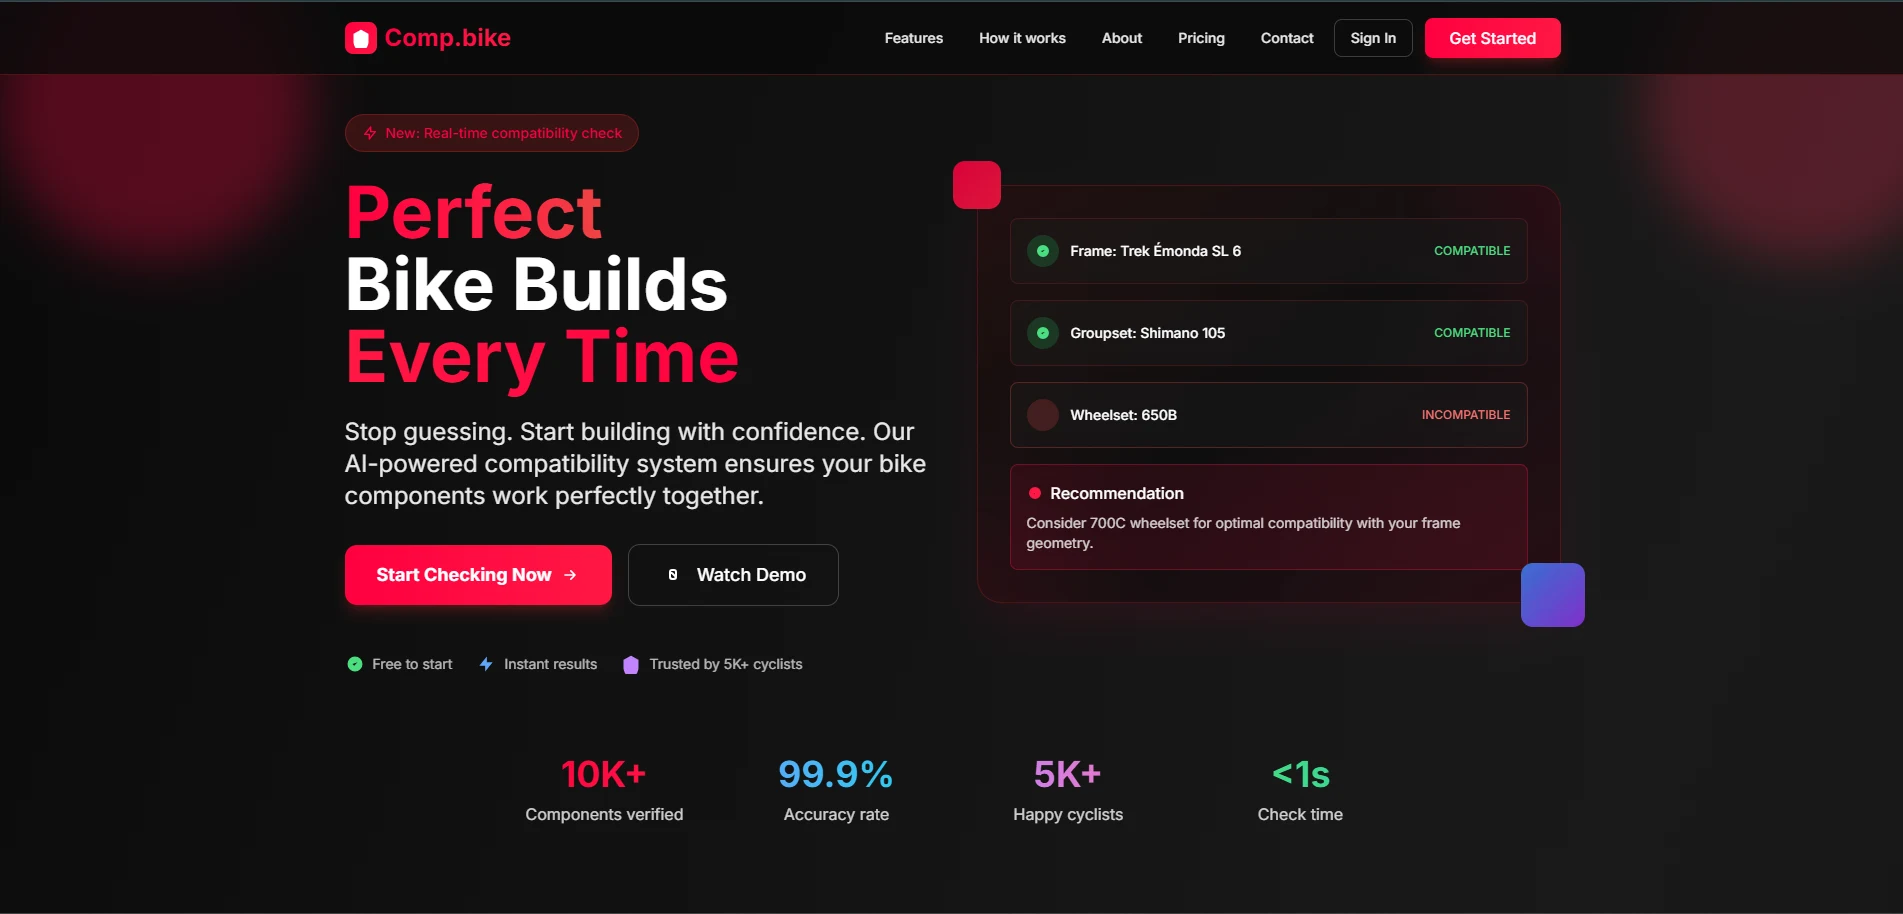 Comp.bike
Features
How it works
About
Pricing
Contact
Sign In
Get Started
New: Real-time compatibility check
Perfect
Bike Builds
Every Time
Stop guessing. Start building with confidence. Our
AI-powered compatibility system ensures your bike
components work perfectly together.
Start Checking Now →
Watch Demo
Free to start
Instant results
Trusted by 5K+ cyclists
Frame: Trek Émonda SL 6
COMPATIBLE
Groupset: Shimano 105
COMPATIBLE
Wheelset: 650B
INCOMPATIBLE
Recommendation
Consider 700C wheelset for optimal compatibility with your frame
geometry.
10K+
Components verified
99.9%
Accuracy rate
5K+
Happy cyclists
<1s
Check time